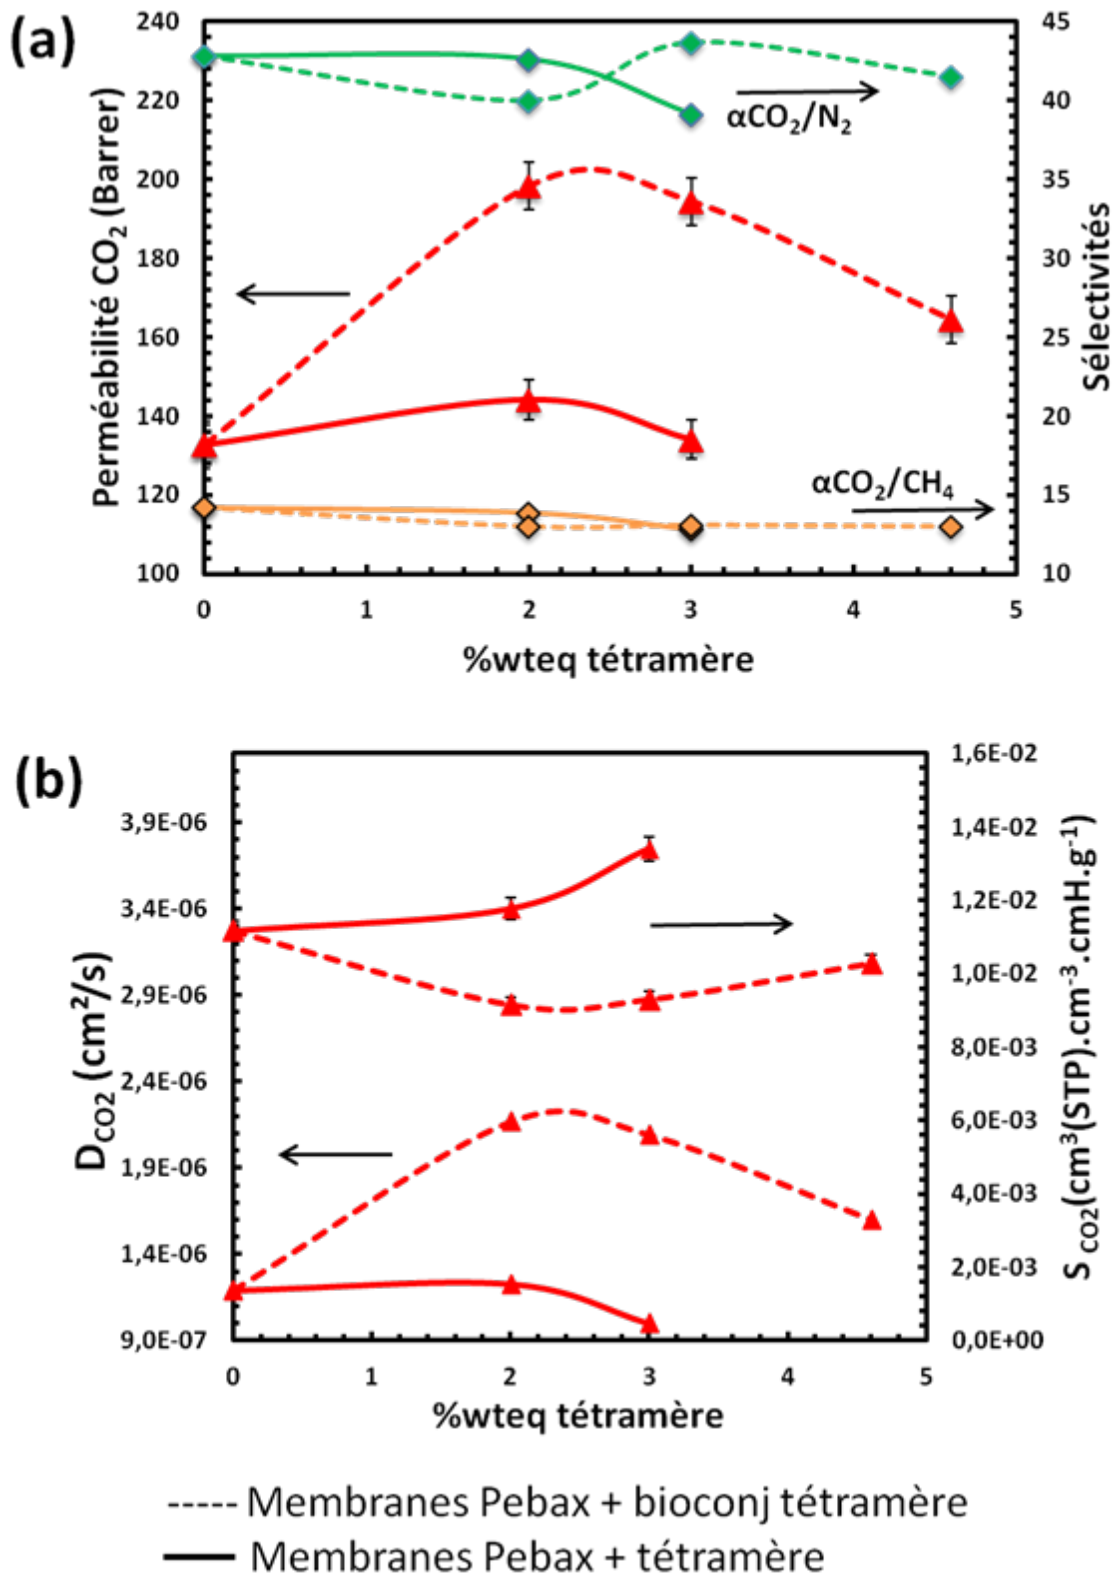 (a)
240
220
200
180
160
140
120
100
Perméabilité CO2 (Barrer)
45
40
35
30
25
20
15
10
Sélectivités
αCO2/N2
αCO2/CH4
0 1 2 3 4 5
%wteq tétramère
(b)
3,9E-06
3,4E-06
2,9E-06
2,4E-06
1,9E-06
1,4E-06
9,0E-07
DCO2 (cm²/s)
1,6E-02
1,4E-02
1,2E-02
1,0E-02
8,0E-03
6,0E-03
4,0E-03
2,0E-03
0,0E+00
S CO2(cm³(STP).cm⁻³.cmH.g⁻¹)
0 1 2 3 4 5
%wteq tétramère
Membranes Pebax + bioconj tétramère
Membranes Pebax + tétramère